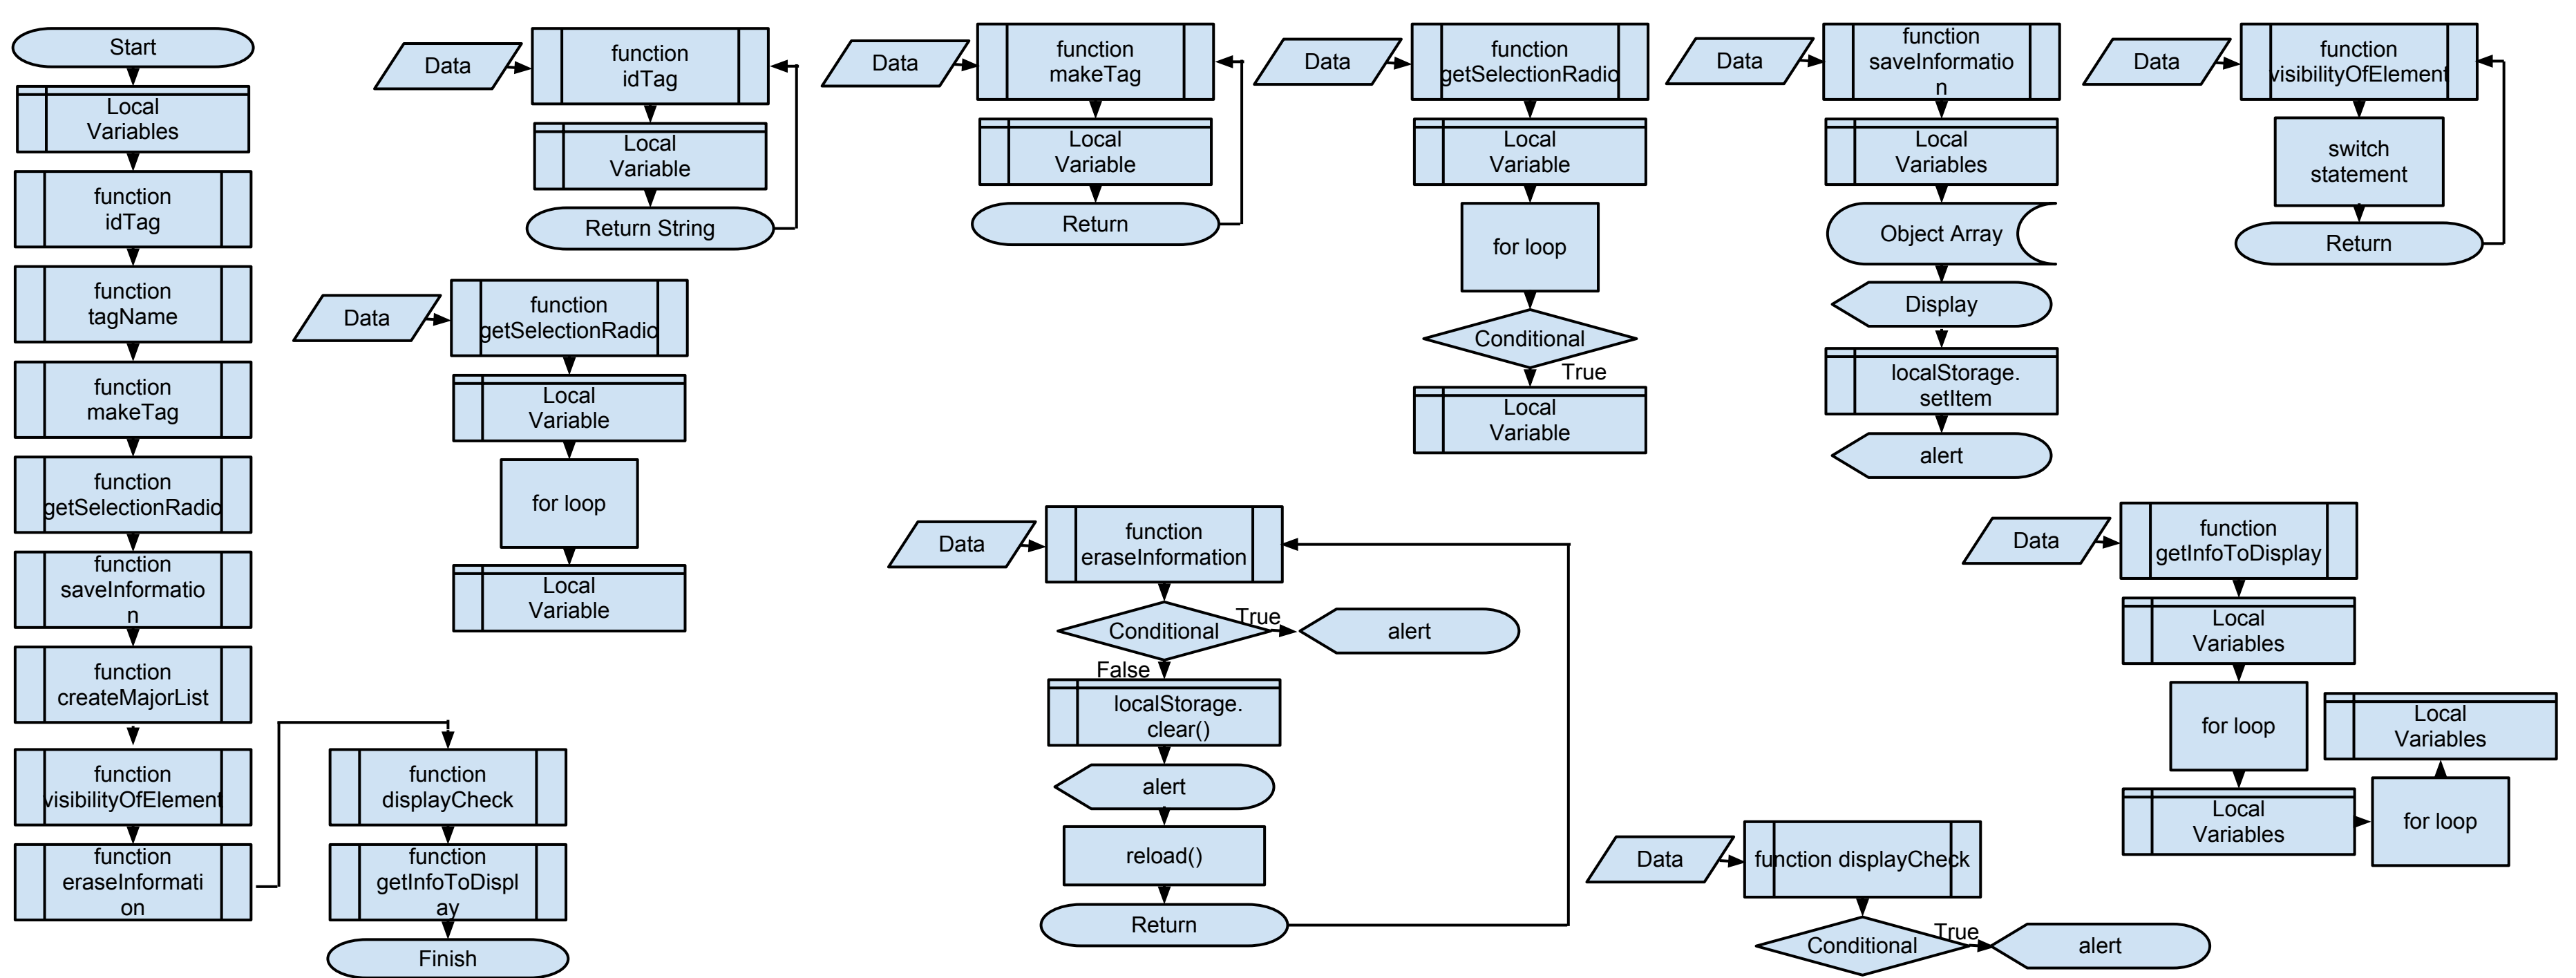 Start
Local
Variables
function
idTag
function
tagName
function
makeTag
function
getSelectionRadio
function
saveInformatio
n
function
createMajorList
function
visibilityOfElement
function
eraseInformati
on
function
displayCheck
function
getInfoToDispl
ay
Finish
Data
function
idTag
Local
Variable
Return String
Data
function
getSelectionRadio
Local
Variable
for loop
Local
Variable
Data
function
makeTag
Local
Variable
Return
Data
function
getSelectionRadio
Local
Variable
for loop
Conditional
True
Local
Variable
Data
function
saveInformatio
n
Local
Variables
Object Array
Display
localStorage.
setItem
alert
Data
function
visibilityOfElement
switch
statement
Return
Data
function
eraseInformation
Conditional
True
alert
False
localStorage.
clear()
alert
reload()
Return
Data
function displayCheck
Conditional
True
alert
Data
function
getInfoToDisplay
Local
Variables
for loop
Local
Variables
for loop
Local
Variables